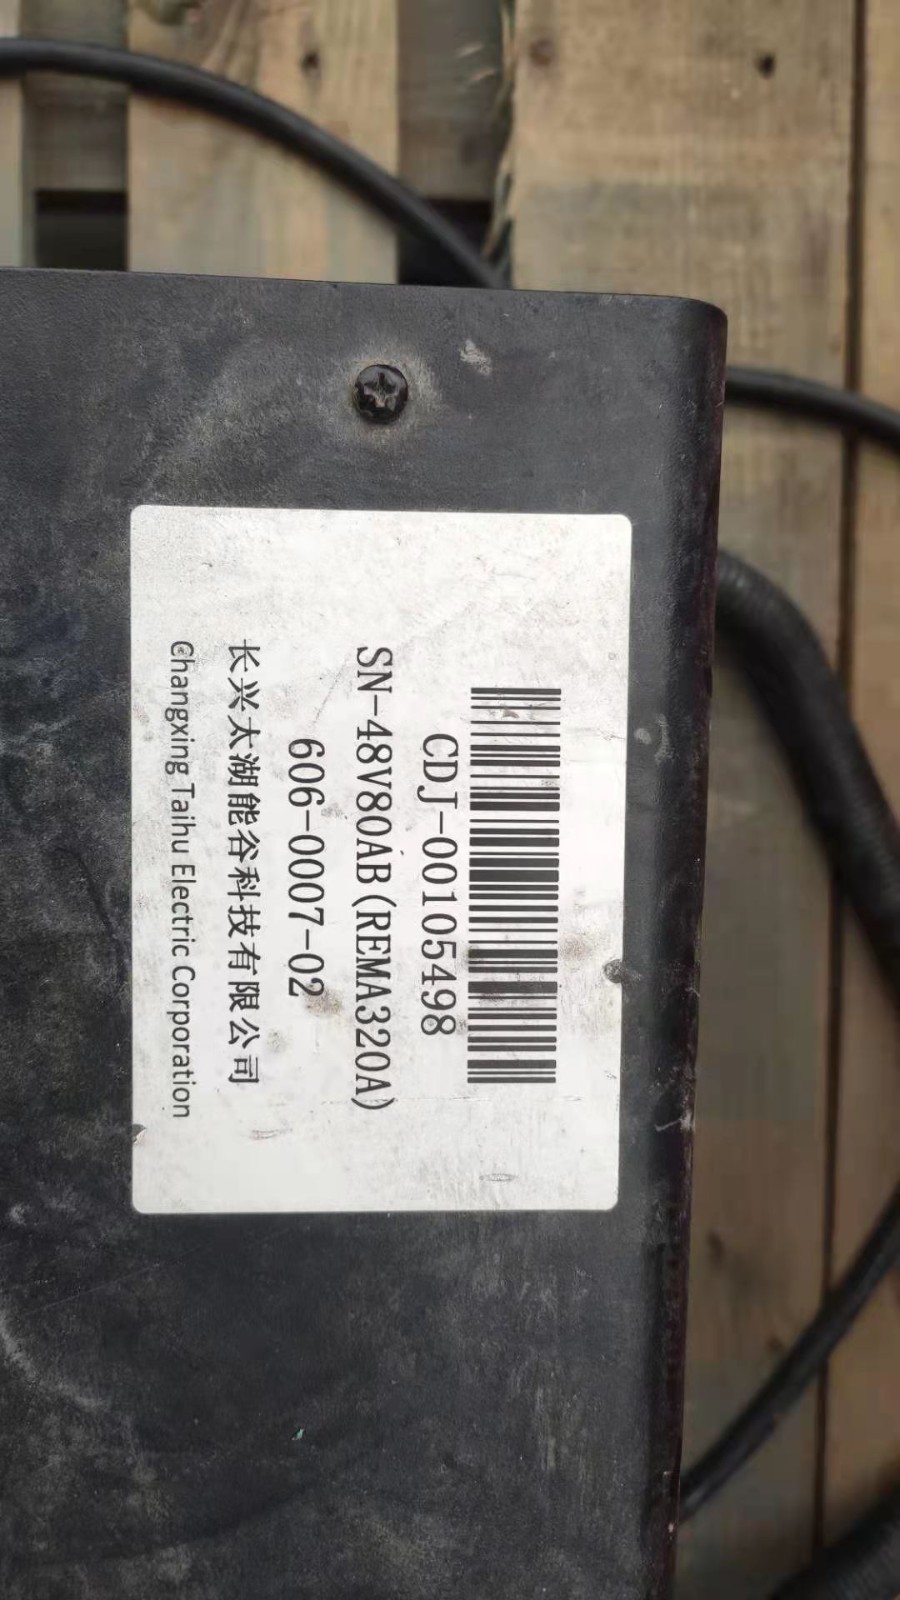 CDJ-00105498
SN-48V80AB(REMA320A)
606-0007-02
长兴太湖能谷科技有限公司
Changxing Taihu Electric Corporation